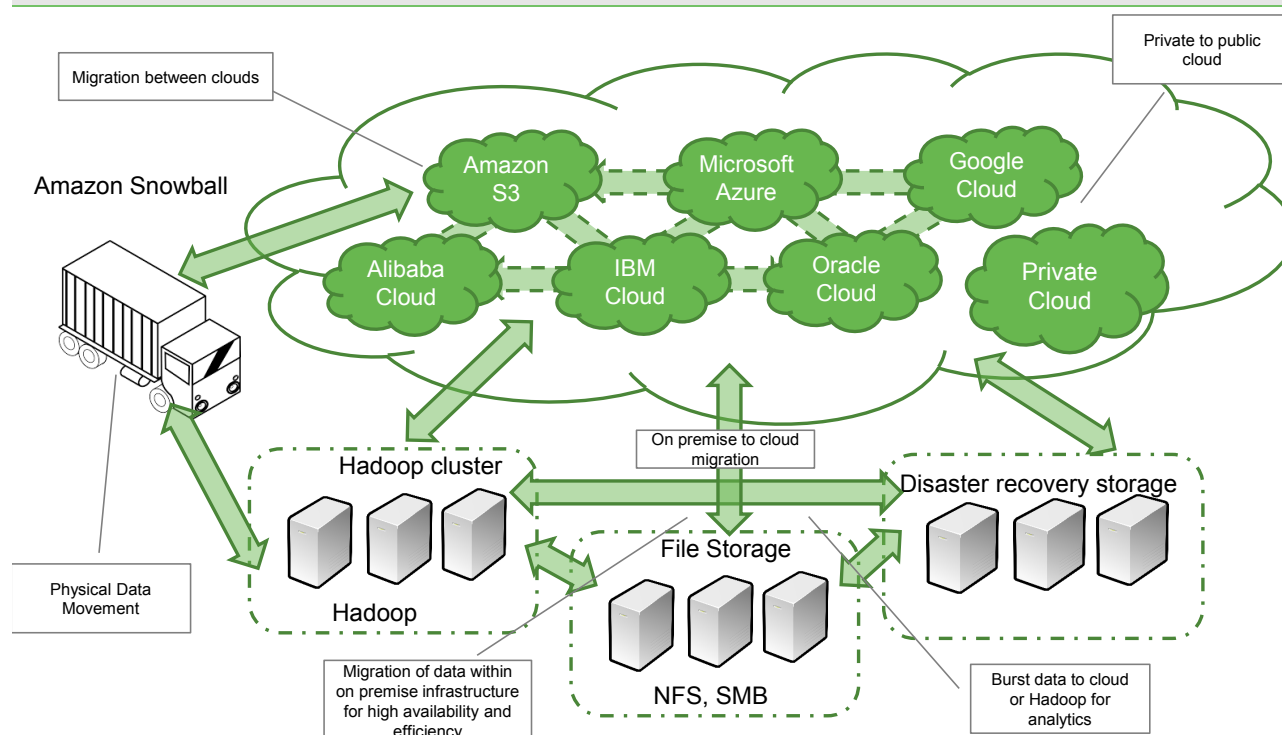 Migration between clouds
Private to public
cloud
Amazon Snowball
Amazon
S3
Microsoft
Azure
Google
Cloud
Alibaba
Cloud
IBM
Cloud
Oracle
Cloud
Private
Cloud
On premise to cloud
migration
Hadoop cluster
Hadoop
Disaster recovery storage
File Storage
NFS, SMB
Physical Data
Movement
Migration of data within
on premise infrastructure
for high availability and
efficiency
Burst data to cloud
or Hadoop for
analytics